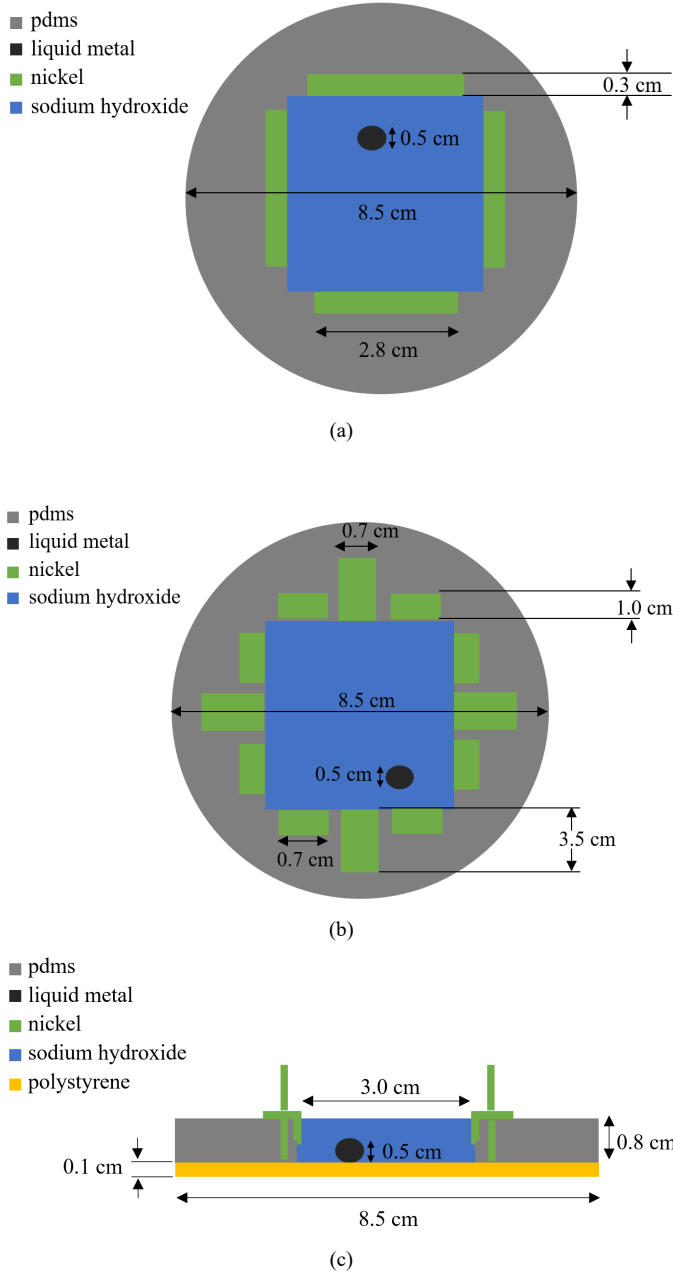 pdms
liquid metal
nickel
sodium hydroxide
0.3 cm
0.5 cm
8.5 cm
2.8 cm
(a)
pdms
liquid metal
nickel
sodium hydroxide
0.7 cm
1.0 cm
8.5 cm
0.5 cm
3.5 cm
0.7 cm
(b)
pdms
liquid metal
nickel
sodium hydroxide
polystyrene
3.0 cm
0.8 cm
0.5 cm
0.1 cm
8.5 cm
(c)